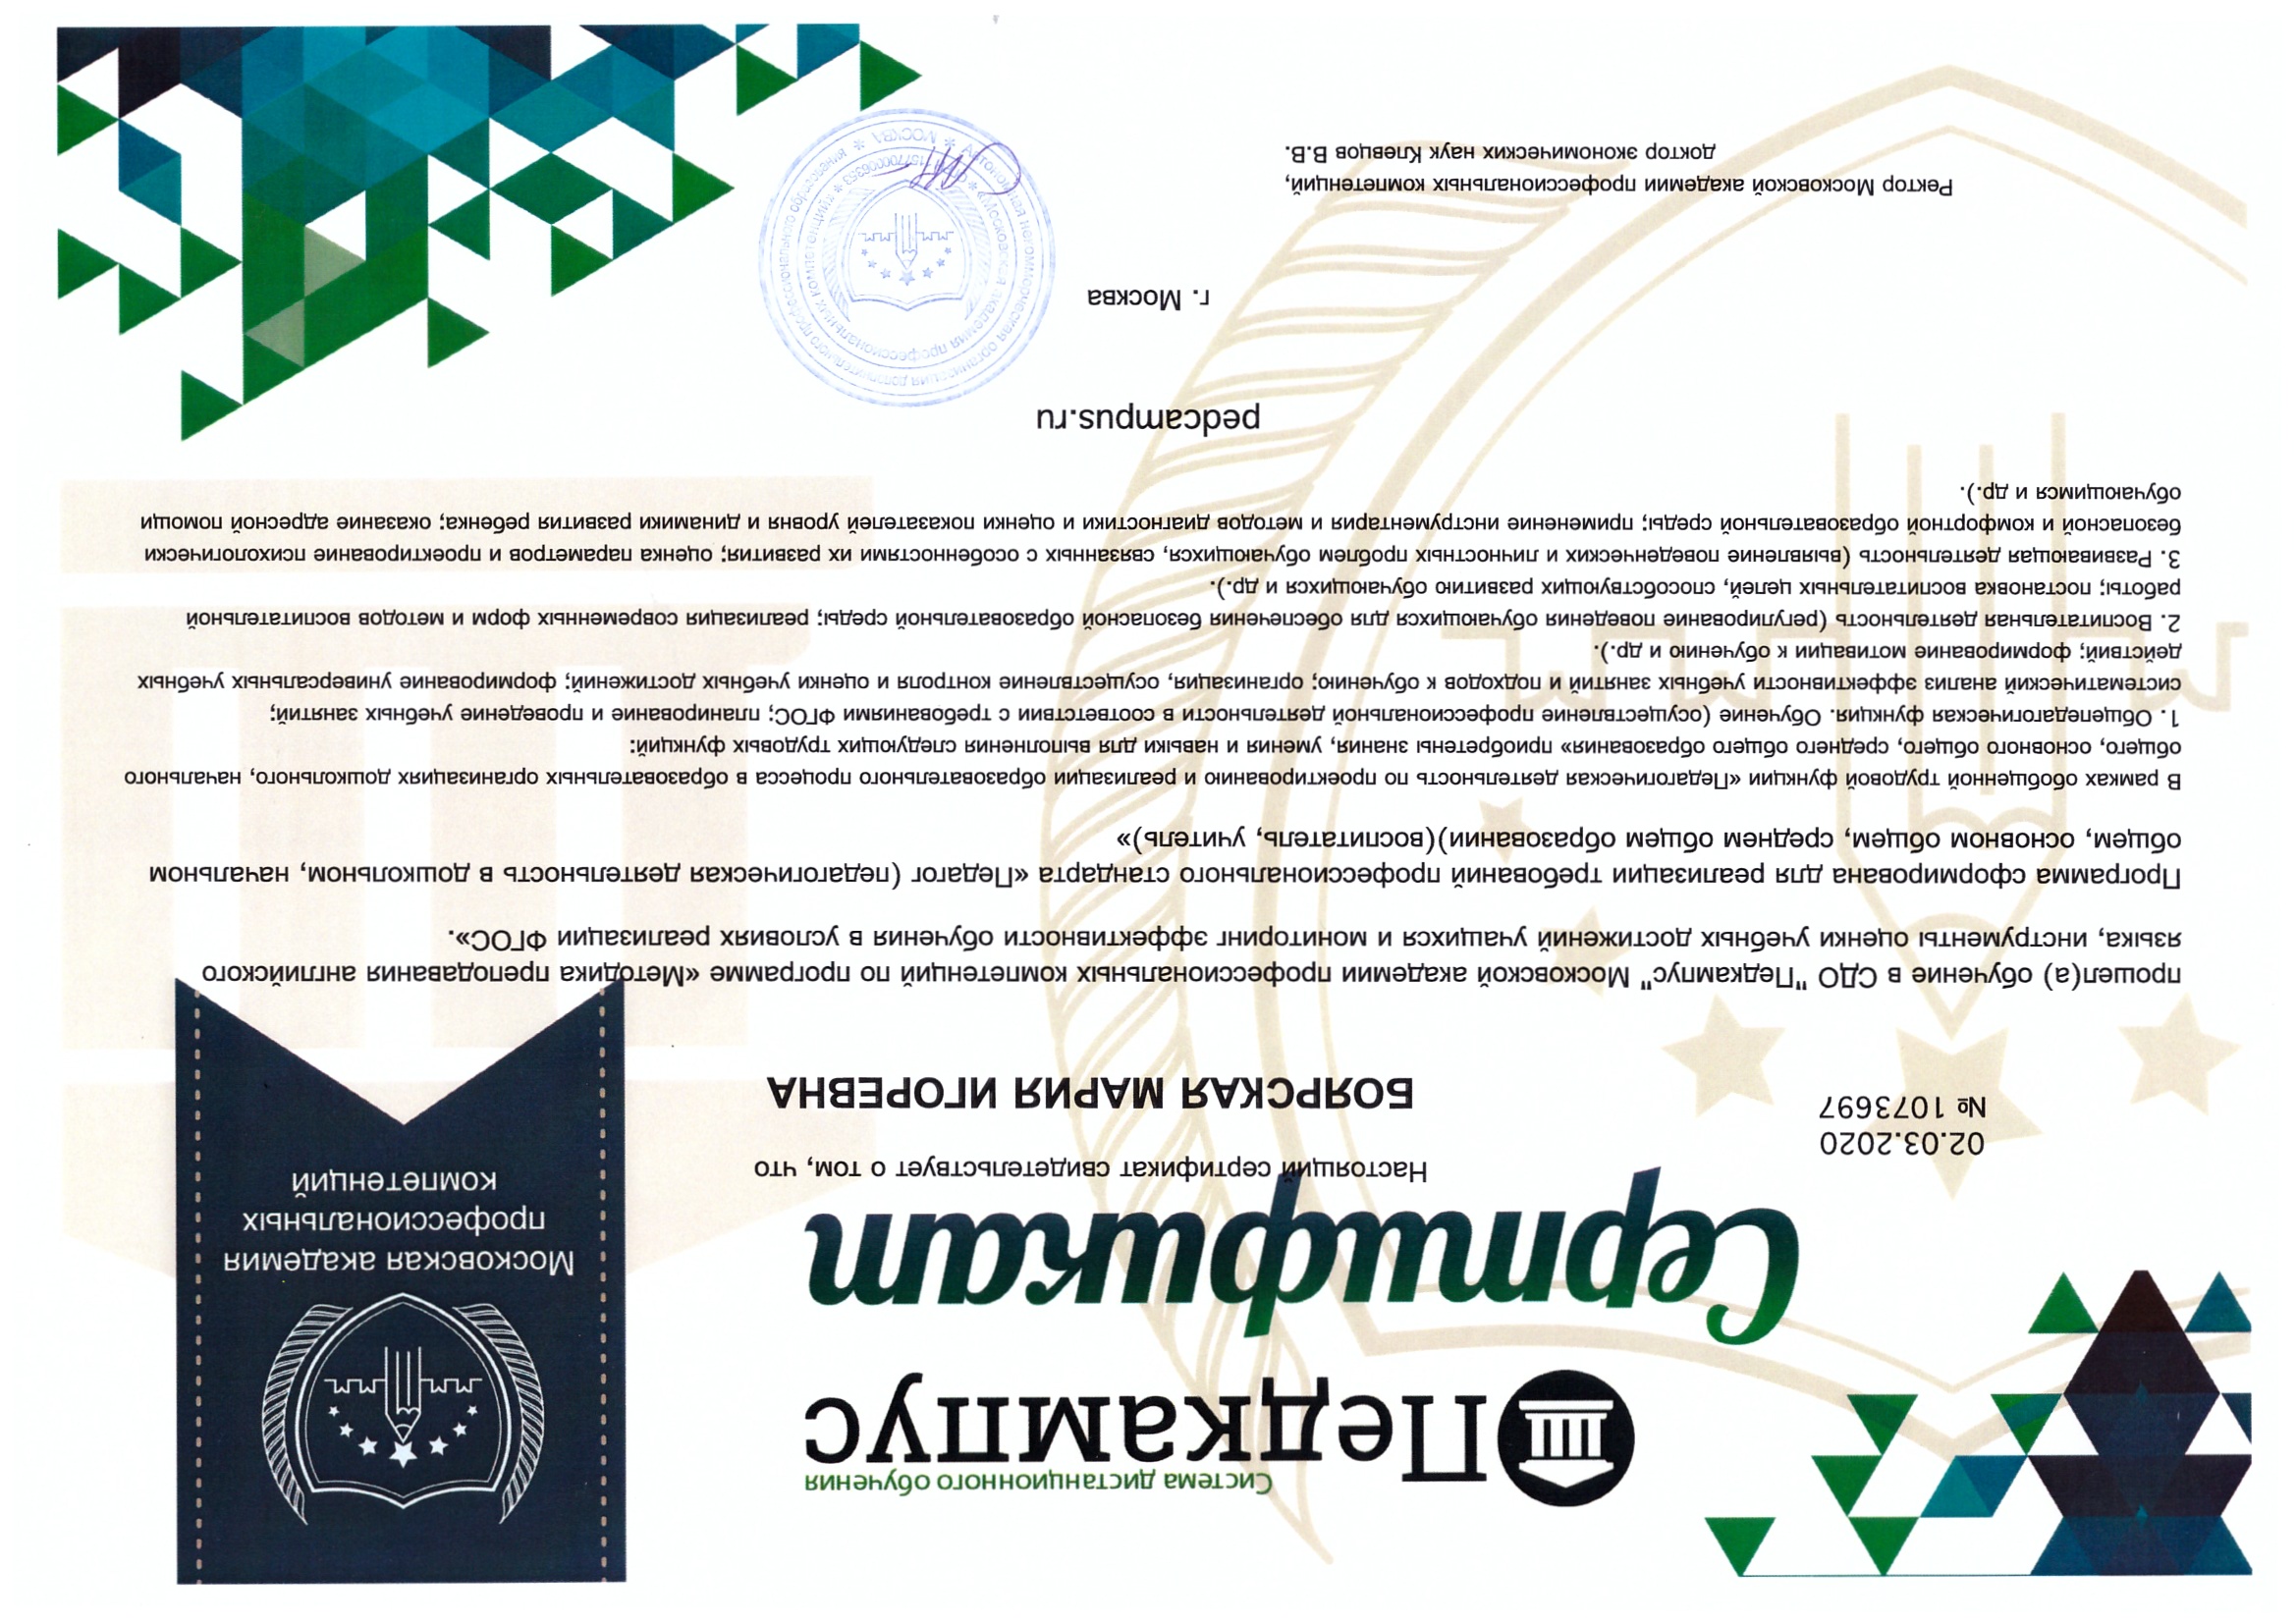 Система дистанционного обучения
Педкампус
Сертификат
Московская академия
профессиональных
компетенций
02.03.2020
№ 1073697
Настоящий сертификат свидетельствует о том, что
БОЯРСКАЯ МАРИЯ ИГОРЕВНА
прошел(а) обучение в СДО "Педкампус" Московской академии профессиональных компетенций по программе «Методика преподавания английского
языка, инструменты оценки учебных достижений учащихся и мониторинг эффективности обучения в условиях реализации ФГОС».
Программа сформирована для реализации требований профессионального стандарта «Педагог (педагогическая деятельность в дошкольном, начальном
общем, основном общем, среднем общем образовании)(воспитатель, учитель)»
В рамках обобщенной трудовой функции «Педагогическая деятельность по проектированию и реализации образовательного процесса в образовательных организациях дошкольного, начального
общего, основного общего, среднего общего образования» приобретены знания, умения и навыки для выполнения следующих трудовых функций:
1. Общепедагогическая функция. Обучение (осуществление профессиональной деятельности в соответствии с требованиями ФГОС; планирование и проведение учебных занятий;
систематический анализ эффективности учебных занятий и подходов к обучению; организация, осуществление контроля и оценки учебных достижений; формирование универсальных учебных
действий; формирование мотивации к обучению и др.).
2. Воспитательная деятельность (регулирование поведения обучающихся для обеспечения безопасной образовательной среды; реализация современных форм и методов воспитательной
работы; постановка воспитательных целей, способствующих развитию обучающихся и др.).
3. Развивающая деятельность (выявление поведенческих и личностных проблем обучающихся, связанных с особенностями их развития; оценка параметров и проектирование психологически
безопасной и комфортной образовательной среды; применение инструментария и методов диагностики и оценки показателей уровня и динамики развития ребенка; оказание адресной помощи
обучающимся и др.).
pedcampus.ru
г. Москва
Ректор Московской академии профессиональных компетенций,
доктор экономических наук Клевцов В.В.
некоммерческая организация дополнительного профессионального образования
«Московская академия профессиональных компетенций»
* МОСКВА *